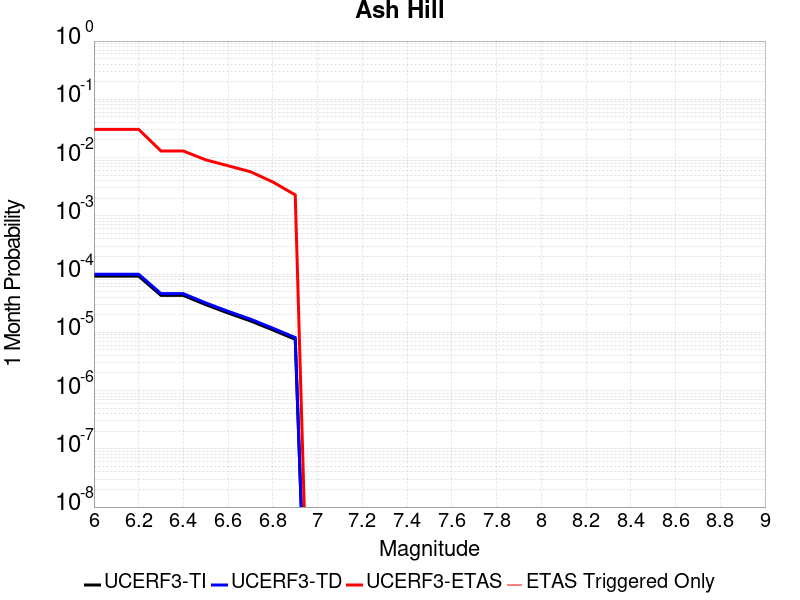 Ash Hill
10^0
10^-1
10^-2
10^-3
10^-4
10^-5
10^-6
10^-7
10^-8
1 Month Probability
6 6.2 6.4 6.6 6.8 7 7.2 7.4 7.6 7.8 8 8.2 8.4 8.6 8.8 9
Magnitude
UCERF3-TI UCERF3-TD UCERF3-ETAS ETAS Triggered Only